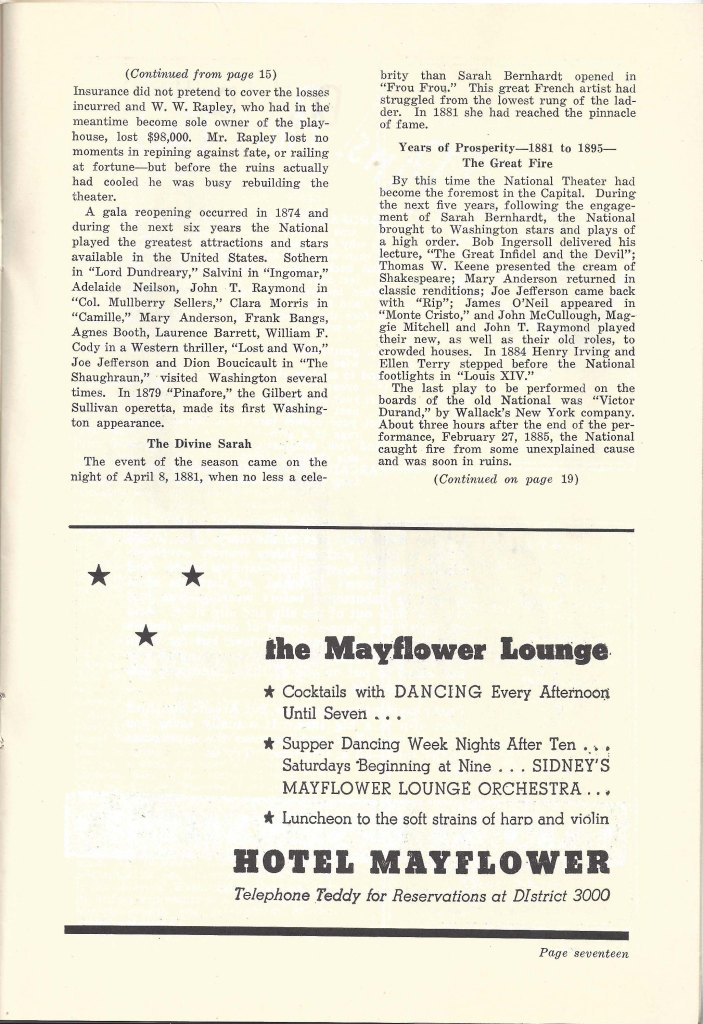 (Continued from page 15)
Insurance did not pretend to cover the losses
incurred and W. W. Rapley, who had in the
meantime become sole owner of the play-
house, lost $98,000. Mr. Rapley lost no
moments in repining against fate, or railing
at fortune—but before the ruins actually
had cooled he was busy rebuilding the
theater.
A gala reopening occurred in 1874 and
during the next six years the National
played the greatest attractions and stars
available in the United States. Sothern
in "Lord Dundreary," Salvini in "Ingomar,"
Adelaide Neilson, John T. Raymond in
"Col. Mullberry Sellers," Clara Morris in
"Camille," Mary Anderson, Frank Bangs,
Agnes Booth, Laurence Barrett, William F.
Cody in a Western thriller, "Lost and Won,"
Joe Jefferson and Dion Boucicault in "The
Shaughraun," visited Washington several
times. In 1879 "Pinafore," the Gilbert and
Sullivan operetta, made its first Washing-
ton appearance.
The Divine Sarah
The event of the season came on the
night of April 8, 1881, when no less a cele-
brity than Sarah Bernhardt opened in
"Frou Frou." This great French artist had
struggled from the lowest rung of the lad-
der. In 1881 she had reached the pinnacle
of fame.
Years of Prosperity—1881 to 1895—
The Great Fire
By this time the National Theater had
become the foremost in the Capital. During
the next five years, following the engage-
ment of Sarah Bernhardt, the National
brought to Washington stars and plays of
a high order. Bob Ingersoll delivered his
lecture, "The Great Infidel and the Devil";
Thomas W. Keene presented the cream of
Shakespeare; Mary Anderson returned in
classic renditions; Joe Jefferson came back
with "Rip"; James O'Neil appeared in
"Monte Cristo," and John McCullough, Mag-
gie Mitchell and John T. Raymond played
their new, as well as their old roles, to
crowded houses. In 1884 Henry Irving and
Ellen Terry stepped before the National
footlights in "Louis XIV."
The last play to be performed on the
boards of the old National was "Victor
Durand," by Wallack's New York company.
About three hours after the end of the per-
formance, February 27, 1885, the National
caught fire from some unexplained cause
and was soon in ruins.
(Continued on page 19)
the Mayflower Lounge
★ Cocktails with DANCING Every Afternoon
Until Seven . . .
★ Supper Dancing Week Nights After Ten . . .
Saturdays Beginning at Nine . . . SIDNEY'S
MAYFLOWER LOUNGE ORCHESTRA . . .
★ Luncheon to the soft strains of harp and violin
HOTEL MAYFLOWER
Telephone Teddy for Reservations at DIstrict 3000
Page seventeen